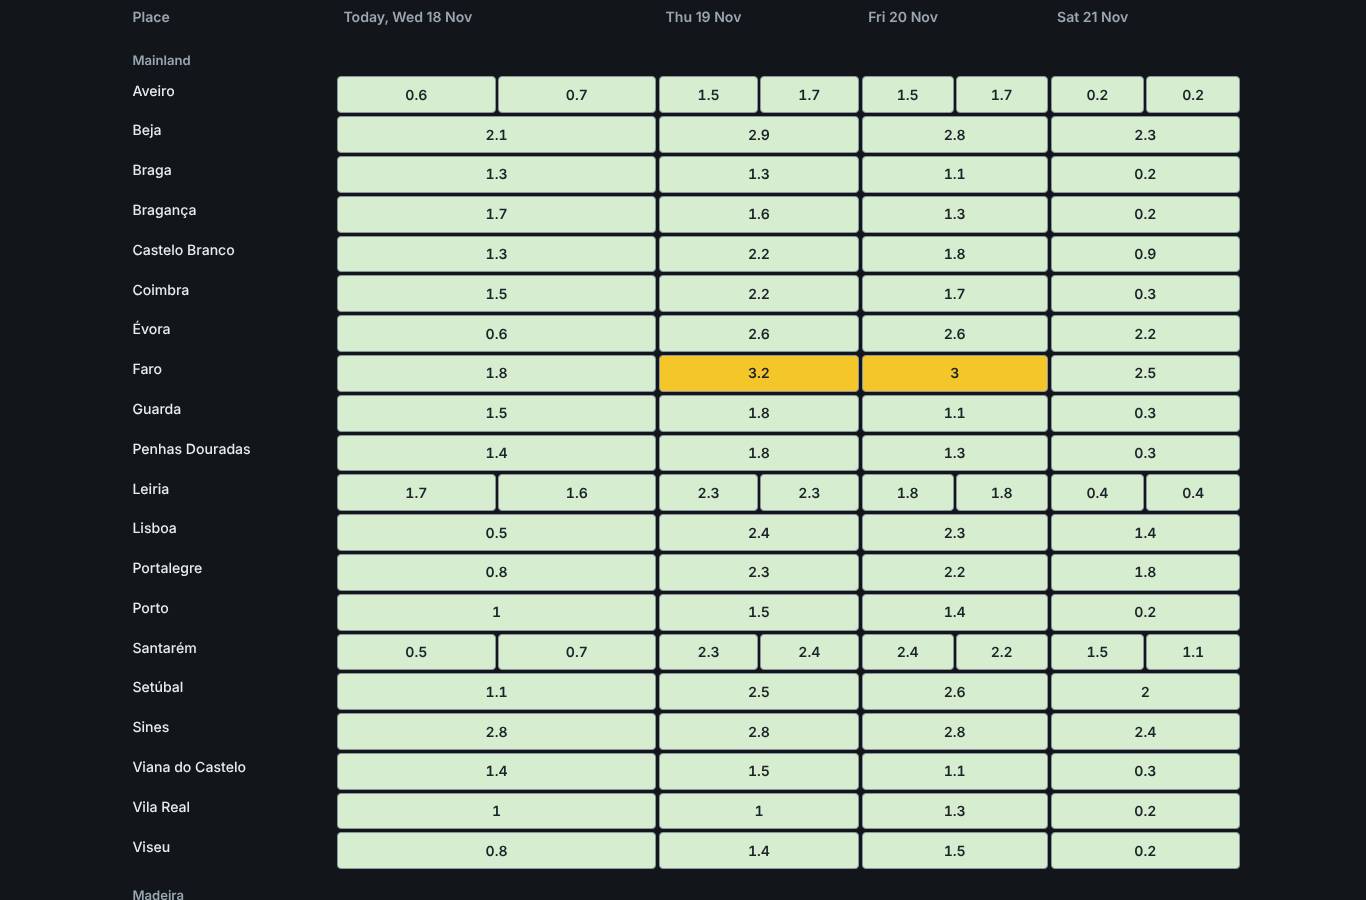 Place Today, Wed 18 Nov Thu 19 Nov Fri 20 Nov Sat 21 Nov
Mainland
Aveiro 0.6 0.7 1.5 1.7 1.5 1.7 0.2 0.2
Beja 2.1 2.9 2.8 2.3
Braga 1.3 1.3 1.1 0.2
Bragança 1.7 1.6 1.3 0.2
Castelo Branco 1.3 2.2 1.8 0.9
Coimbra 1.5 2.2 1.7 0.3
Évora 0.6 2.6 2.6 2.2
Faro 1.8 3.2 3 2.5
Guarda 1.5 1.8 1.1 0.3
Penhas Douradas 1.4 1.8 1.3 0.3
Leiria 1.7 1.6 2.3 2.3 1.8 1.8 0.4 0.4
Lisboa 0.5 2.4 2.3 1.4
Portalegre 0.8 2.3 2.2 1.8
Porto 1 1.5 1.4 0.2
Santarém 0.5 0.7 2.3 2.4 2.4 2.2 1.5 1.1
Setúbal 1.1 2.5 2.6 2
Sines 2.8 2.8 2.8 2.4
Viana do Castelo 1.4 1.5 1.1 0.3
Vila Real 1 1 1.3 0.2
Viseu 0.8 1.4 1.5 0.2
Madeira